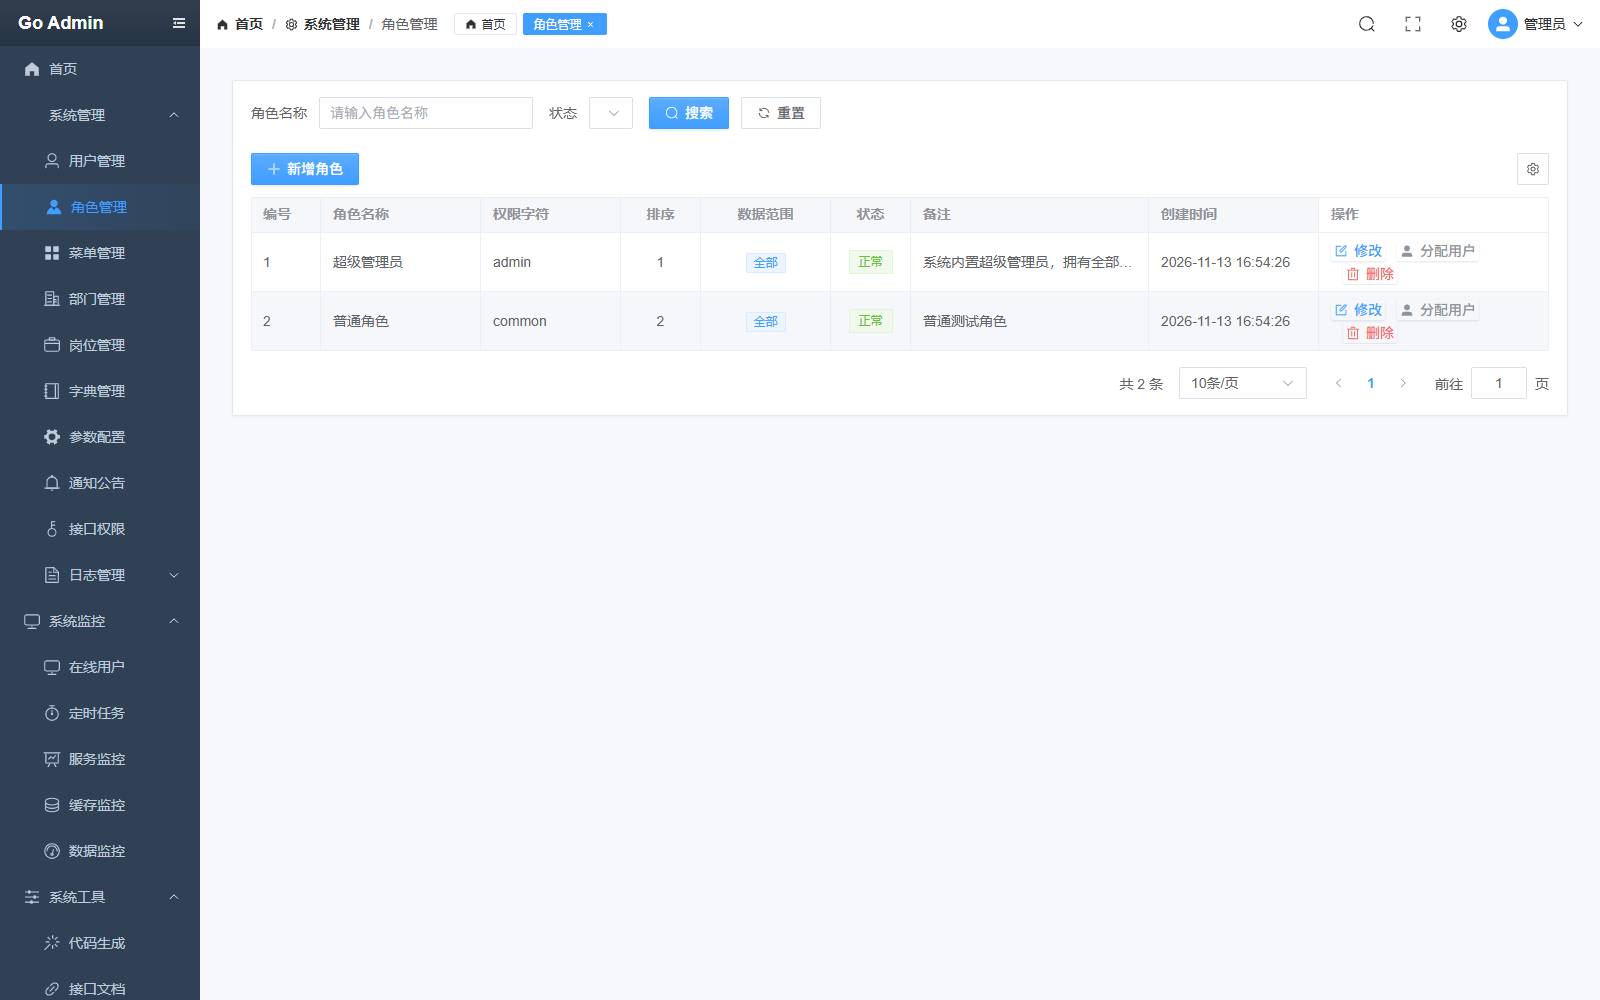 Go Admin
首页 / 系统管理 / 角色管理 首页 角色管理 ×
管理员
首页
系统管理
用户管理
角色管理
菜单管理
部门管理
岗位管理
字典管理
参数配置
通知公告
接口权限
日志管理
系统监控
在线用户
定时任务
服务监控
缓存监控
数据监控
系统工具
代码生成
接口文档
角色名称 请输入角色名称 状态 搜索 重置
新增角色
编号 角色名称 权限字符 排序 数据范围 状态 备注 创建时间 操作
1 超级管理员 admin 1 全部 正常 系统内置超级管理员，拥有全部... 2026-11-13 16:54:26 修改 分配用户
删除
2 普通角色 common 2 全部 正常 普通测试角色 2026-11-13 16:54:26 修改 分配用户
删除
共 2 条 10条/页 1 前往 1 页